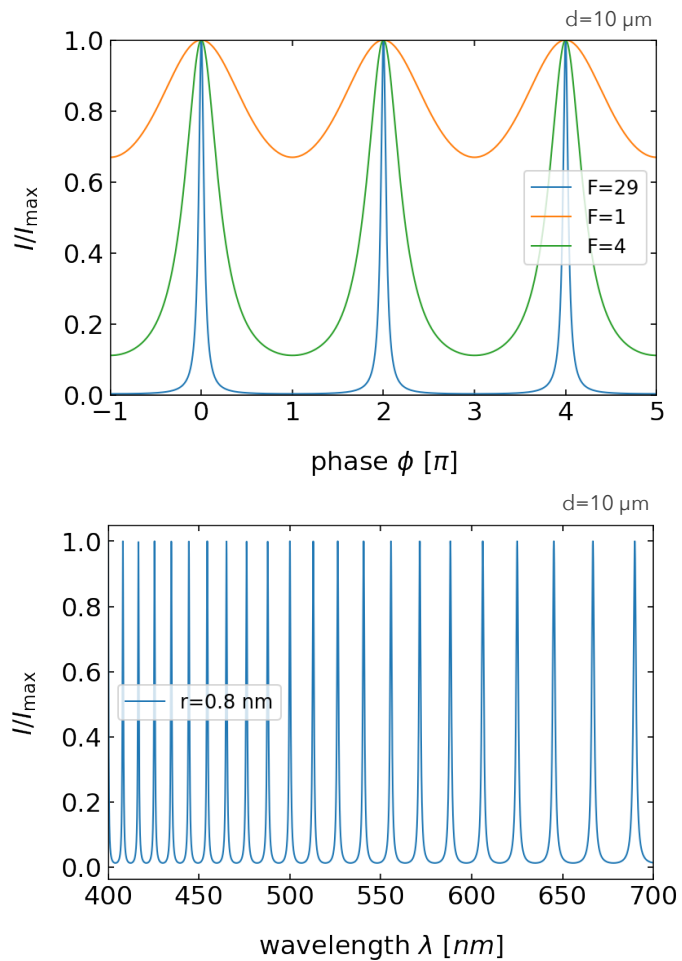 d=10 μm
1.0
0.8
0.6
0.4
0.2
0.0
I/Imax
F=29
F=1
F=4
−1 0 1 2 3 4 5
phase ϕ [π]
d=10 μm
1.0
0.8
0.6
0.4
0.2
0.0
I/Imax
r=0.8 nm
400 450 500 550 600 650 700
wavelength λ [nm]